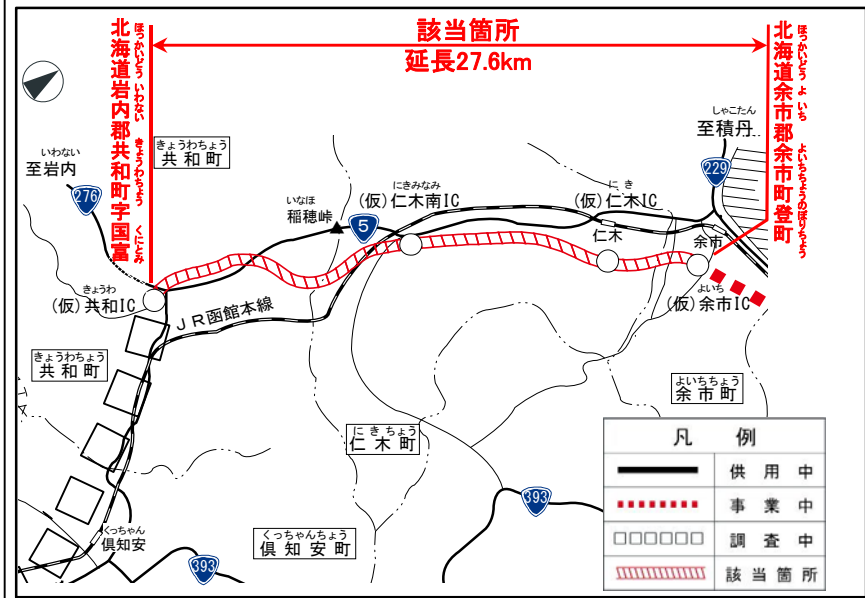 該当箇所
延長27.6km
ほっかいどう いわない きょうわちょう くにとみ
北海道岩内郡共和町字国富
ほっかいどう よいち よいちちょうのぼりちょう
北海道余市郡余市町登町
きょうわちょう
共和町
いわない
至岩内
276
いなほ
稲穂峠
5
にきみなみ
(仮)仁木南IC
にき
(仮)仁木IC
しゃこたん
至積丹
229
仁木
余市
きょうわ
(仮)共和IC
JR函館本線
よいち
(仮)余市IC
きょうわちょう
共和町
よいちちょう
余市町
にきちょう
仁木町
くっちゃん
倶知安
くっちゃんちょう
倶知安町
393
393
凡例
供用中
事業中
調査中
該当箇所